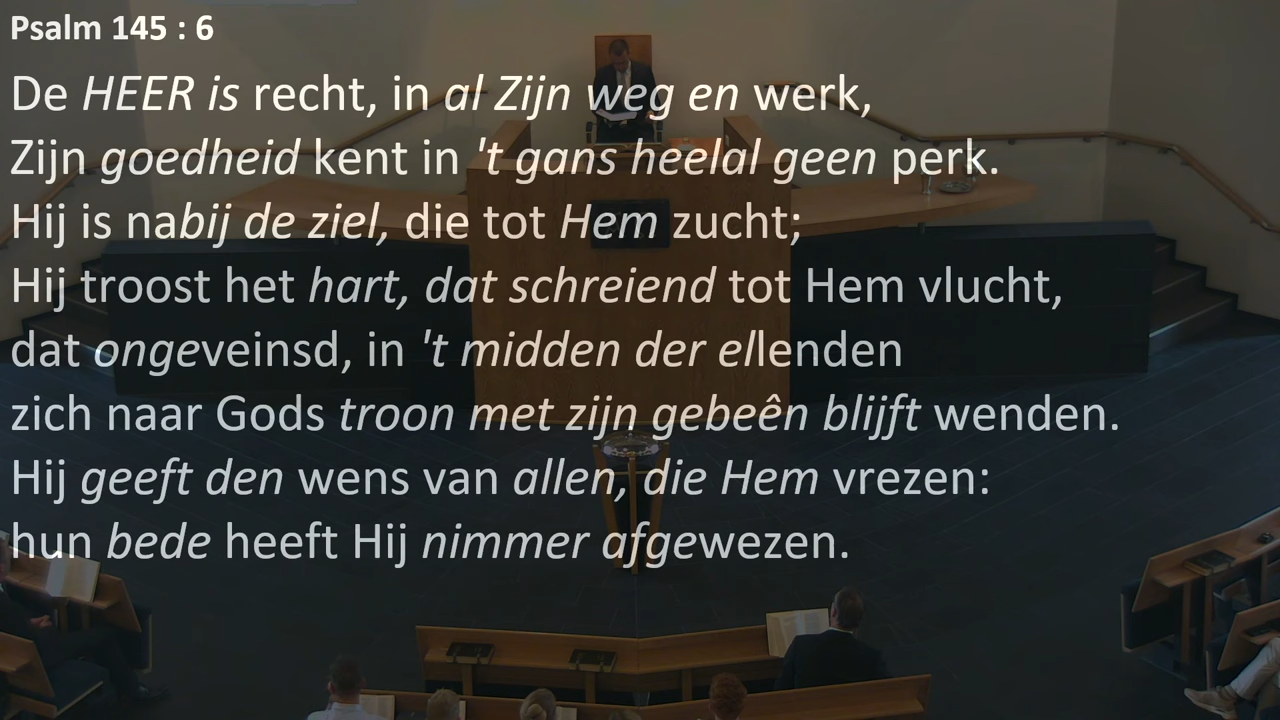 Psalm 145 : 6
De HEER is recht, in al Zijn weg en werk,
Zijn goedheid kent in 't gans heelal geen perk.
Hij is nabij de ziel, die tot Hem zucht;
Hij troost het hart, dat schreiend tot Hem vlucht,
dat ongeveinsd, in 't midden der ellenden
zich naar Gods troon met zijn gebeên blijft wenden.
Hij geeft den wens van allen, die Hem vrezen:
hun bede heeft Hij nimmer afgewezen.